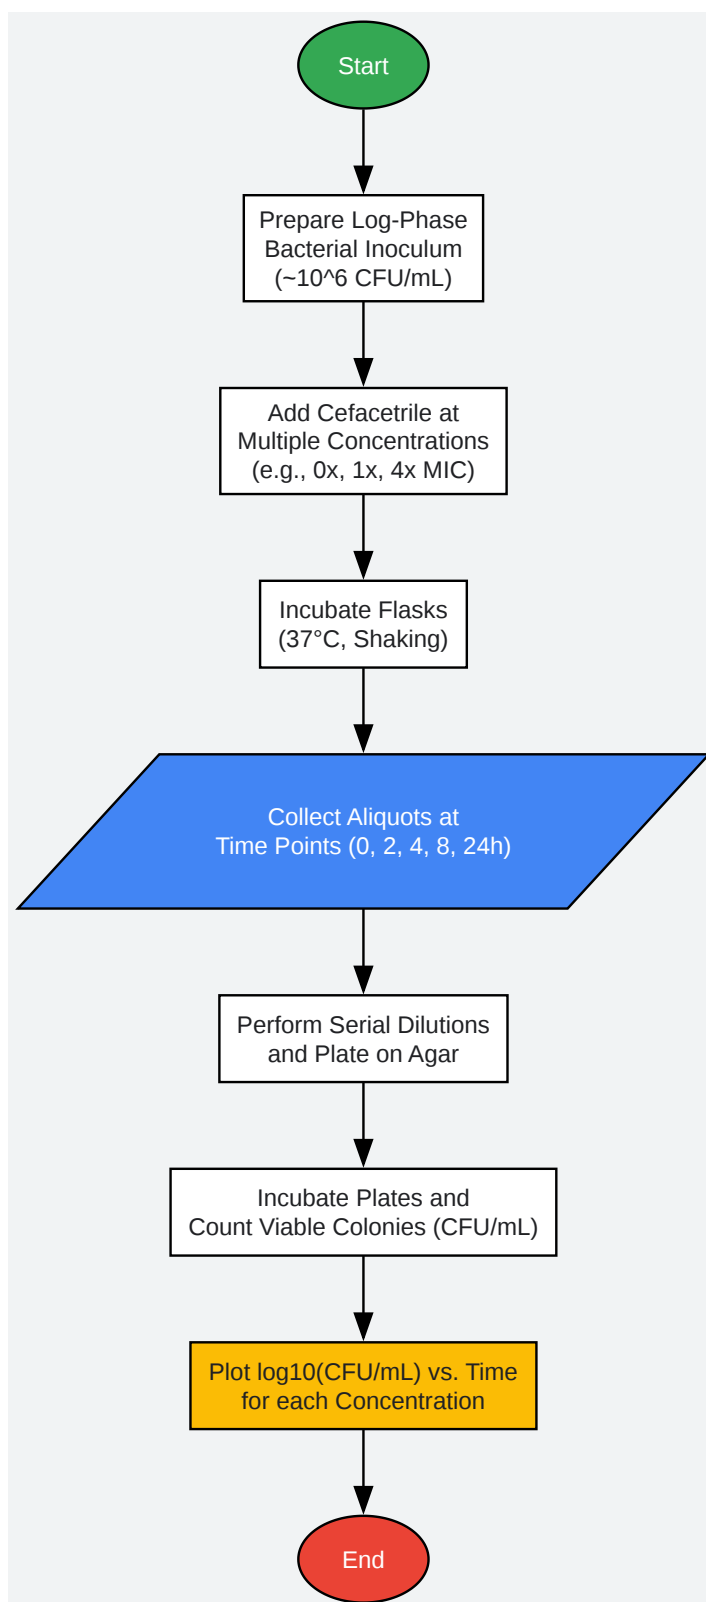 Start
Prepare Log-Phase
Bacterial Inoculum
(~10^6 CFU/mL)
Add Cefacetrile at
Multiple Concentrations
(e.g., 0x, 1x, 4x MIC)
Incubate Flasks
(37°C, Shaking)
Collect Aliquots at
Time Points (0, 2, 4, 8, 24h)
Perform Serial Dilutions
and Plate on Agar
Incubate Plates and
Count Viable Colonies (CFU/mL)
Plot log10(CFU/mL) vs. Time
for each Concentration
End